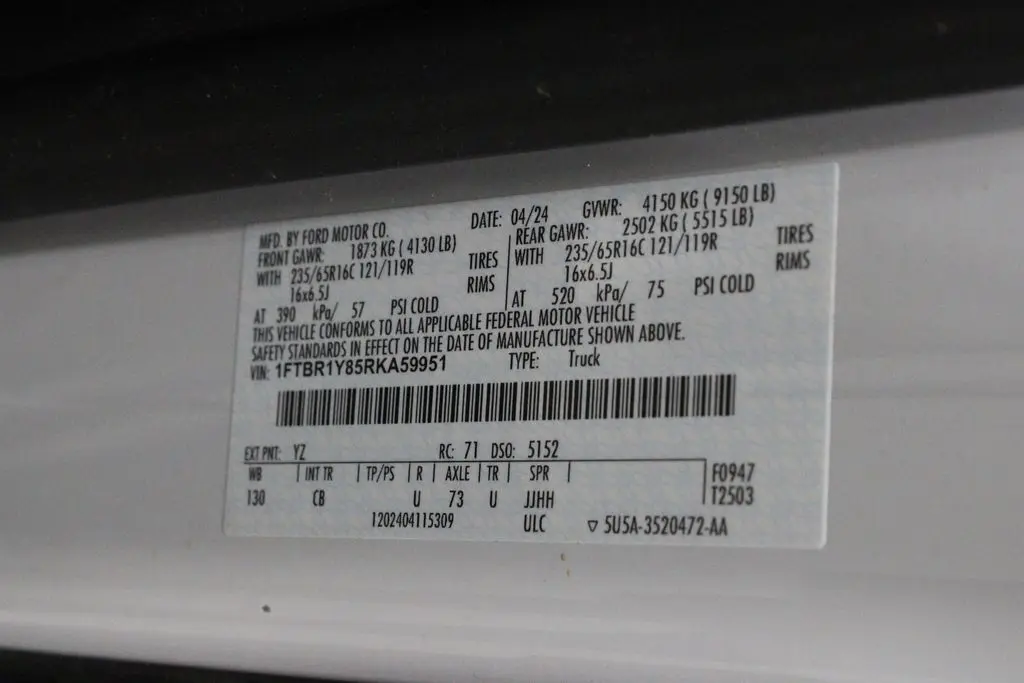 MFD. BY FORD MOTOR CO. DATE: 04/24 GVWR: 4150 KG ( 9150 LB)
FRONT GAWR: 1873 KG ( 4130 LB) REAR GAWR: 2502 KG ( 5515 LB)
WITH 235/65R16C 121/119R TIRES WITH 235/65R16C 121/119R TIRES
16x6.5J RIMS 16x6.5J RIMS
AT 390 kPa/ 57 PSI COLD AT 520 kPa/ 75 PSI COLD
THIS VEHICLE CONFORMS TO ALL APPLICABLE FEDERAL MOTOR VEHICLE
SAFETY STANDARDS IN EFFECT ON THE DATE OF MANUFACTURE SHOWN ABOVE.
VIN: 1FTBR1Y85RKA59951 TYPE: Truck
EXT PNT: YZ RC: 71 DSO: 5152
WB INT TR TP/PS R AXLE TR SPR F0947
130 CB U 73 U JJHH T2503
1202404115309 ULC ▽ 5U5A-3520472-AA